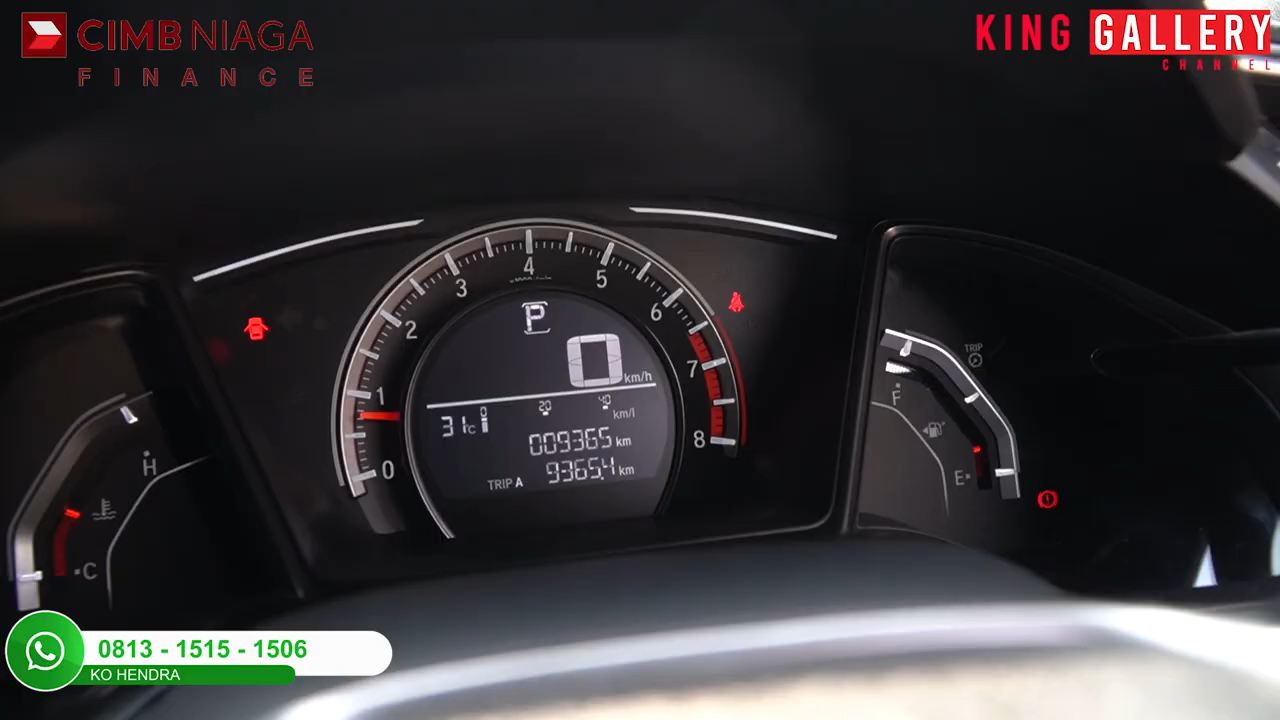 CIMB NIAGA
FINANCE
KING GALLERY
CHANNEL
0 1 2 3 4 5 6 7 8
P
0 km/h
31°C
0 20 40 km/l
009365 km
TRIP A 9365.4 km
H
C
TRIP
F
E
0813 - 1515 - 1506
KO HENDRA